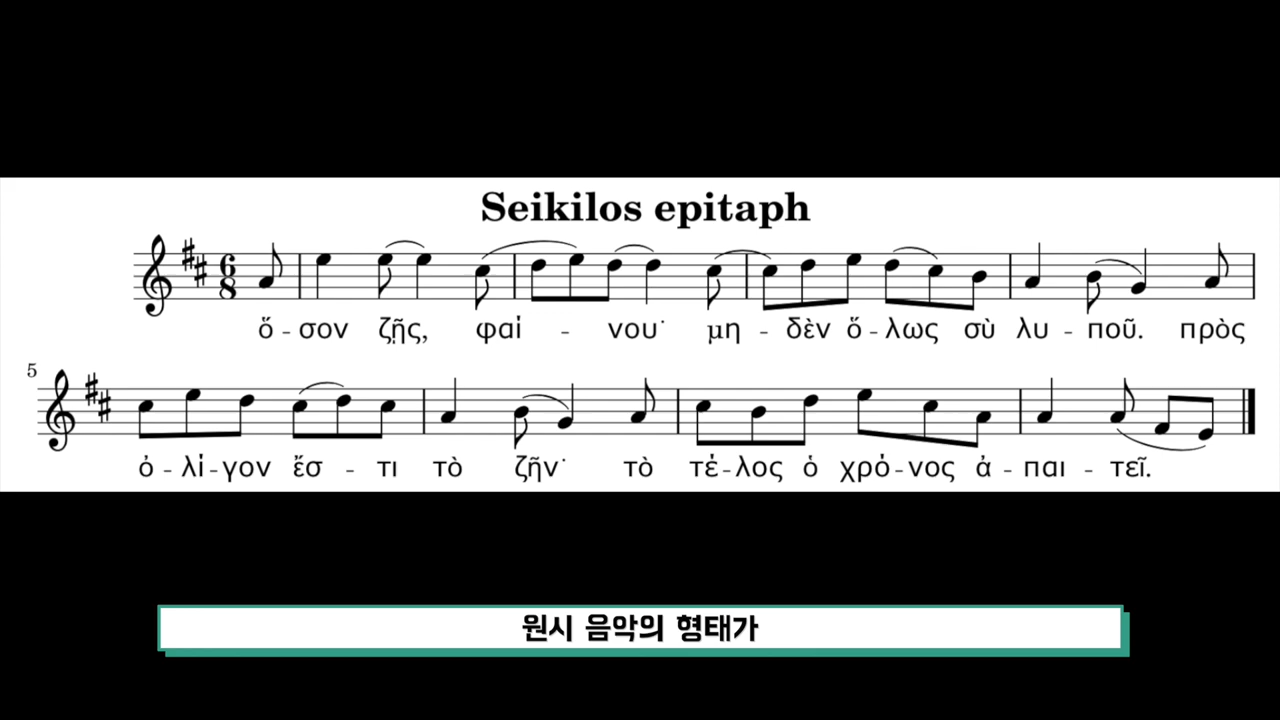 Seikilos epitaph
6
8
ὅ - σον ζῇς, φαί - νου· μη - δὲν ὅ - λως σὺ λυ - ποῦ. πρὸς
5
ὀ - λί - γον ἔσ - τι τὸ ζῆν· τὸ τέ - λος ὁ χρό - νος ἀ - παι - τεῖ.
원시 음악의 형태가